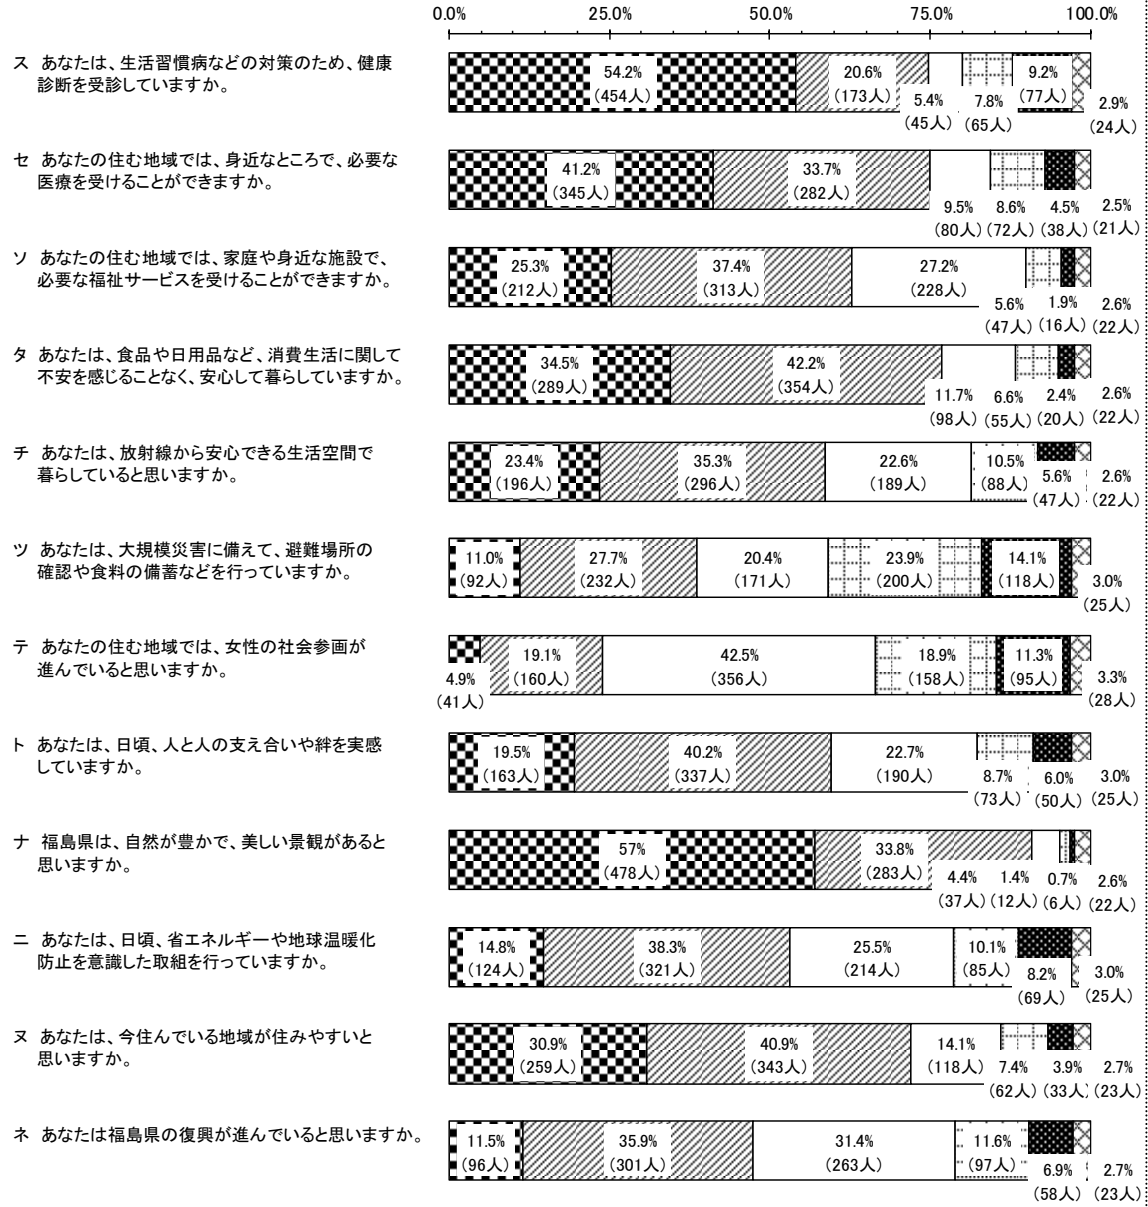 0.0% 25.0% 50.0% 75.0% 100.0%
ス あなたは、生活習慣病などの対策のため、健康
診断を受診していますか。
54.2% 20.6% 5.4% 7.8% 9.2% 2.9%
(454人) (173人) (45人) (65人) (77人) (24人)
セ あなたの住む地域では、身近なところで、必要な
医療を受けることができますか。
41.2% 33.7% 9.5% 8.6% 4.5% 2.5%
(345人) (282人) (80人) (72人) (38人) (21人)
ソ あなたの住む地域では、家庭や身近な施設で、
必要な福祉サービスを受けることができますか。
25.3% 37.4% 27.2% 5.6% 1.9% 2.6%
(212人) (313人) (228人) (47人) (16人) (22人)
タ あなたは、食品や日用品など、消費生活に関して
不安を感じることなく、安心して暮らしていますか。
34.5% 42.2% 11.7% 6.6% 2.4% 2.6%
(289人) (354人) (98人) (55人) (20人) (22人)
チ あなたは、放射線から安心できる生活空間で
暮らしていると思いますか。
23.4% 35.3% 22.6% 10.5% 5.6% 2.6%
(196人) (296人) (189人) (88人) (47人) (22人)
ツ あなたは、大規模災害に備えて、避難場所の
確認や食料の備蓄などを行っていますか。
11.0% 27.7% 20.4% 23.9% 14.1% 3.0%
(92人) (232人) (171人) (200人) (118人) (25人)
テ あなたの住む地域では、女性の社会参画が
進んでいると思いますか。
4.9% 19.1% 42.5% 18.9% 11.3% 3.3%
(41人) (160人) (356人) (158人) (95人) (28人)
ト あなたは、日頃、人と人の支え合いや絆を実感
していますか。
19.5% 40.2% 22.7% 8.7% 6.0% 3.0%
(163人) (337人) (190人) (73人) (50人) (25人)
ナ 福島県は、自然が豊かで、美しい景観があると
思いますか。
57% 33.8% 4.4% 1.4% 0.7% 2.6%
(478人) (283人) (37人) (12人) (6人) (22人)
ニ あなたは、日頃、省エネルギーや地球温暖化
防止を意識した取組を行っていますか。
14.8% 38.3% 25.5% 10.1% 8.2% 3.0%
(124人) (321人) (214人) (85人) (69人) (25人)
ヌ あなたは、今住んでいる地域が住みやすいと
思いますか。
30.9% 40.9% 14.1% 7.4% 3.9% 2.7%
(259人) (343人) (118人) (62人) (33人) (23人)
ネ あなたは福島県の復興が進んでいると思いますか。
11.5% 35.9% 31.4% 11.6% 6.9% 2.7%
(96人) (301人) (263人) (97人) (58人) (23人)